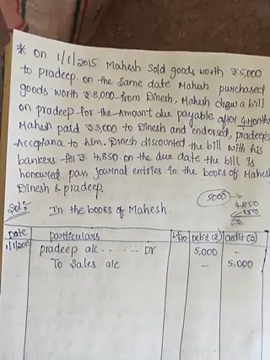 * On 1/1/2015 Mahesh Sold goods worth ₹5,000
to pradeep. on the same date Mahesh purchased
goods worth ₹8,000 from Dinesh, Mahesh drew a bill
on pradeep for the Amount due payable after 4 Months
Mahesh paid ₹3,000 to Dinesh and endorsed, pradeep's
Acceptance to him. Dinesh discounted the bill with his
bankers for ₹4,850. on the due date the bill is
honoured. pass journal entries in the books of Mahesh
Dinesh & pradeep.
5000
4,850
Sol:- In the books of Mahesh.
150
Date particulars Debit (₹) Credit (₹)
1/1/2015 pradeep a/c ------- Dr 5,000 -
To Sales a/c - 5,000